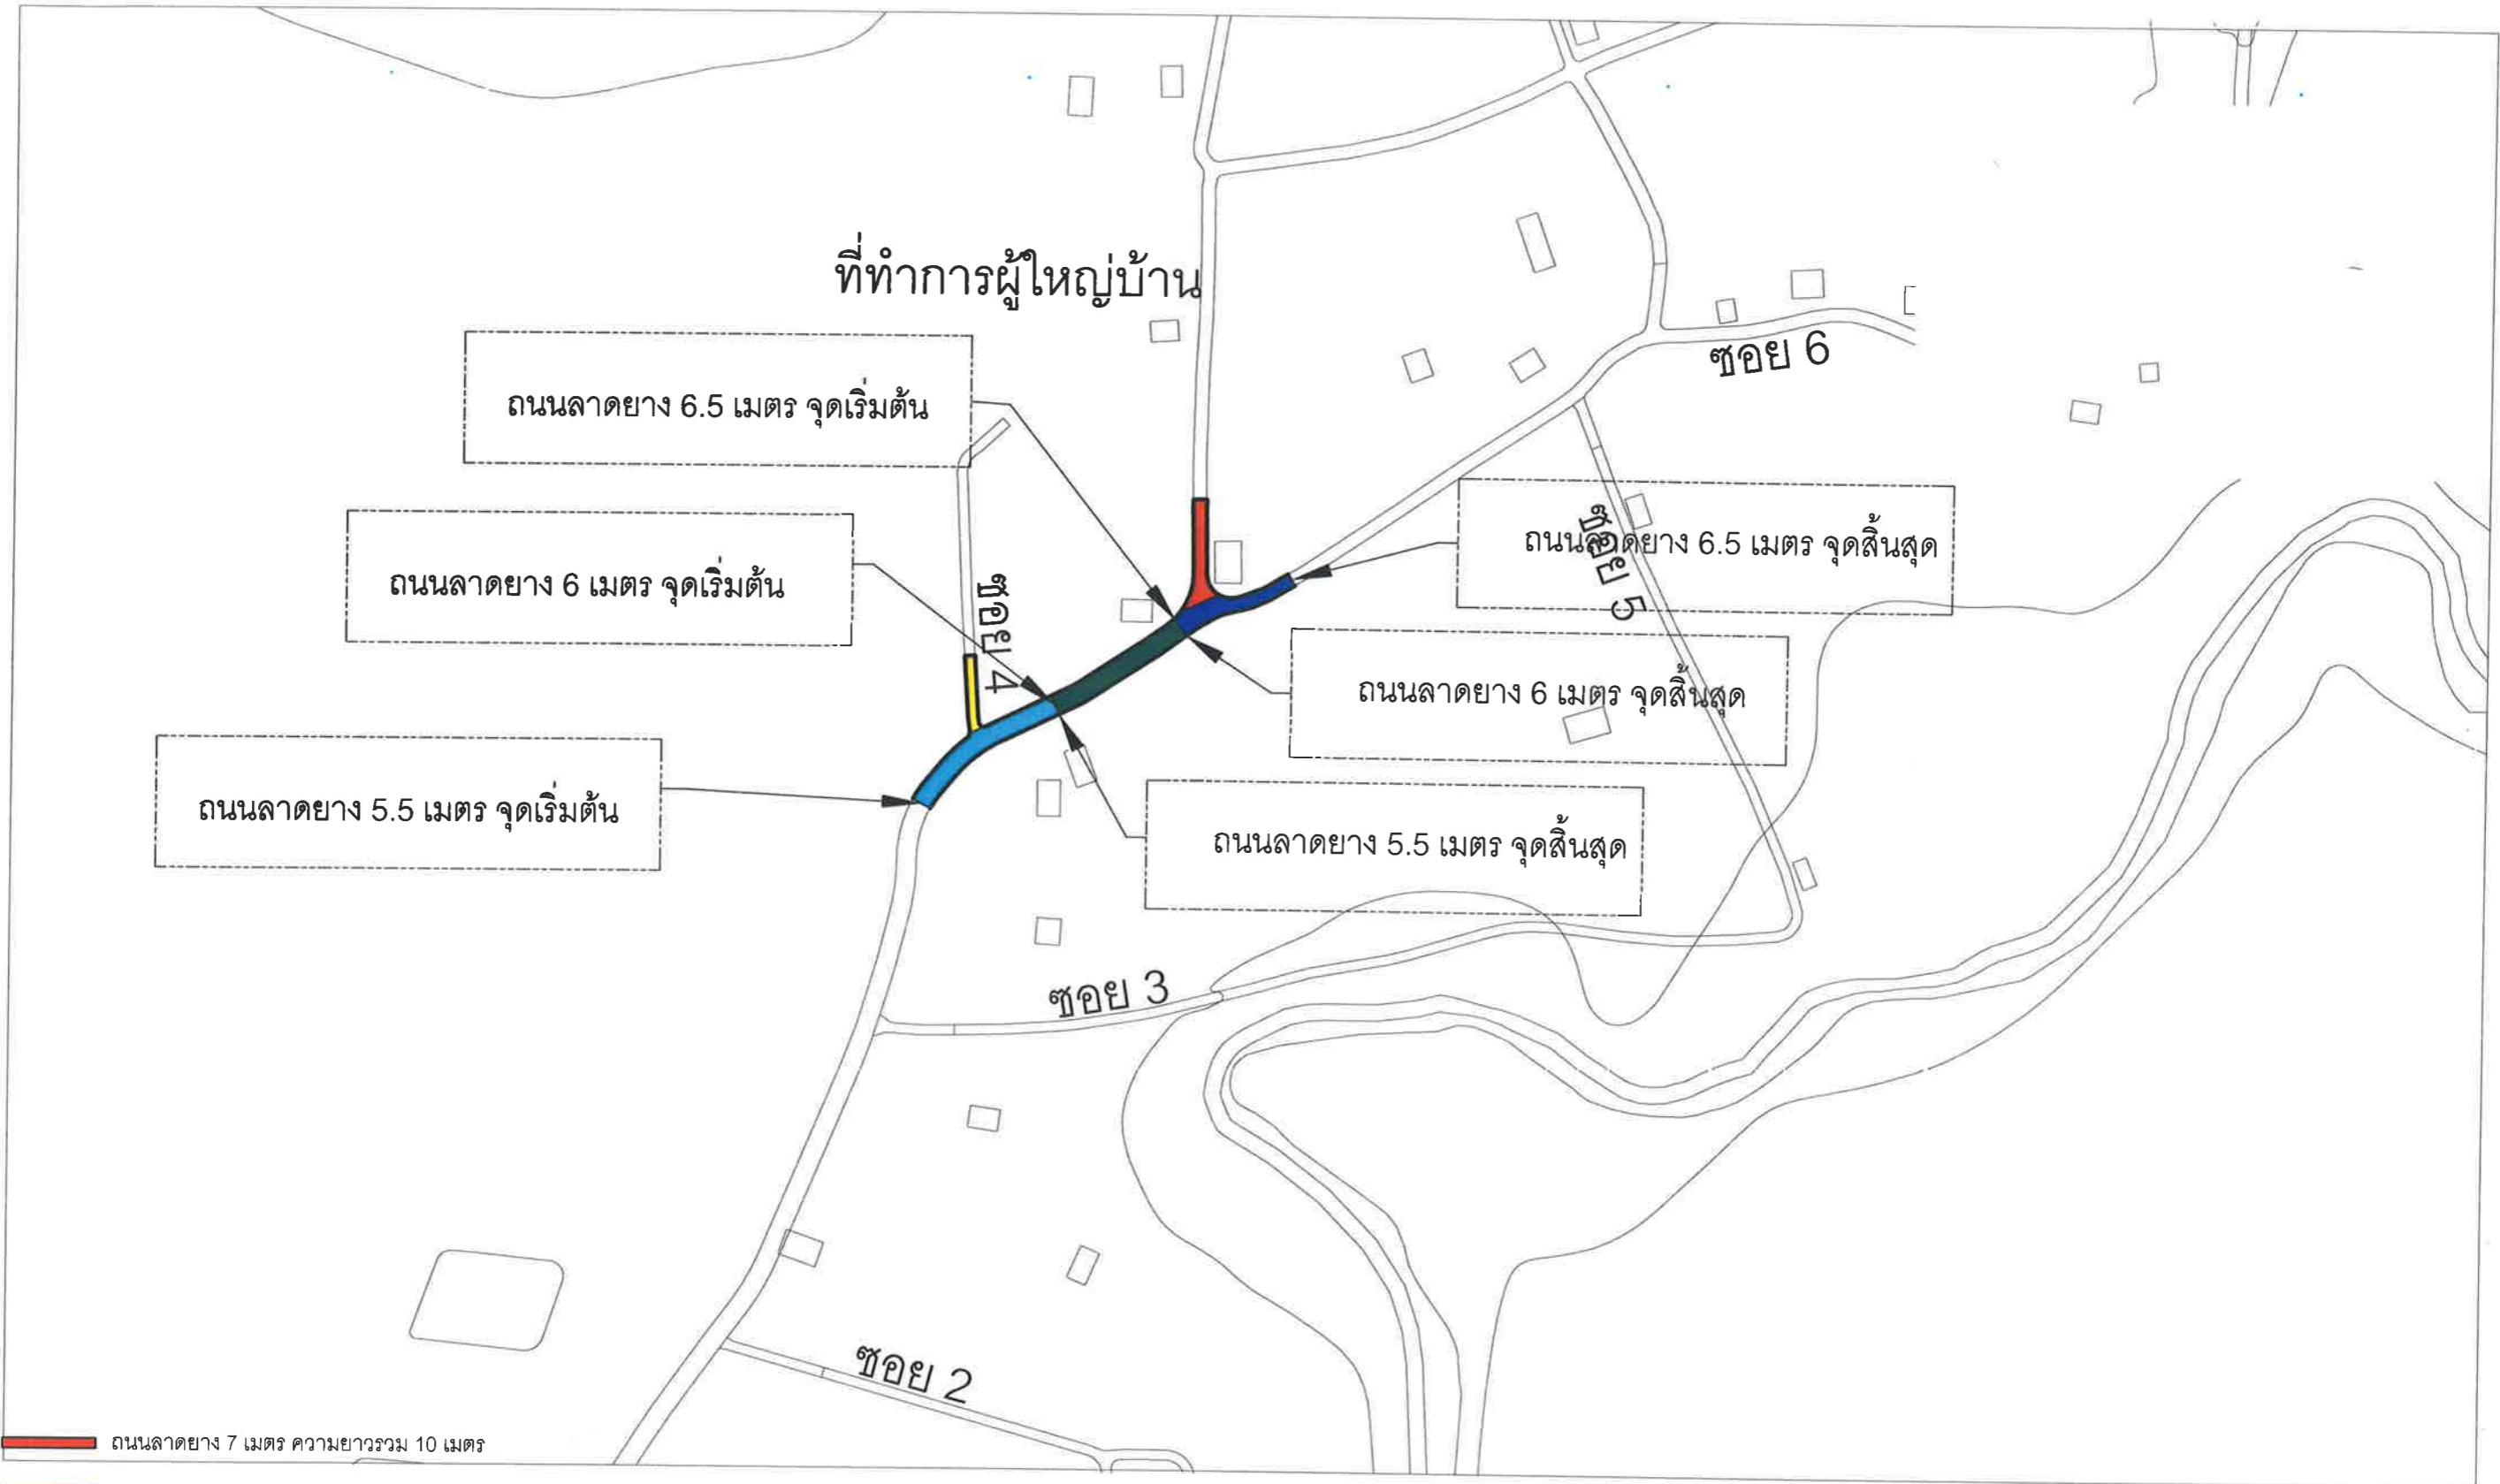 ที่ทำการผู้ใหญ่บ้าน
ซอย 6
ถนนลาดยาง 6.5 เมตร จุดเริ่มต้น
ถนนลาดยาง 6.5 เมตร จุดสิ้นสุด
ซอย 5
ถนนลาดยาง 6 เมตร จุดเริ่มต้น
ซอย 4
ถนนลาดยาง 6 เมตร จุดสิ้นสุด
ถนนลาดยาง 5.5 เมตร จุดเริ่มต้น
ถนนลาดยาง 5.5 เมตร จุดสิ้นสุด
ซอย 3
ซอย 2
ถนนลาดยาง 7 เมตร ความยาวรวม 10 เมตร